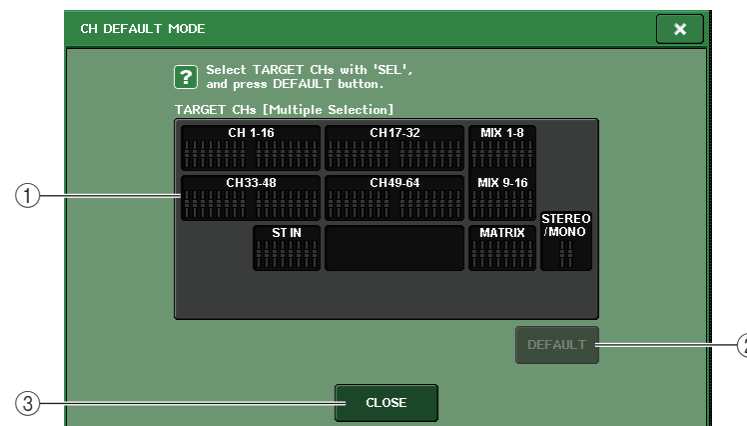 CH DEFAULT MODE
×
? Select TARGET CHs with 'SEL',
and press DEFAULT button.
TARGET CHs [Multiple Selection]
CH 1-16 CH17-32 MIX 1-8
① CH33-48 CH49-64 MIX 9-16
STEREO
/MONO
ST IN MATRIX
DEFAULT ②
③ CLOSE